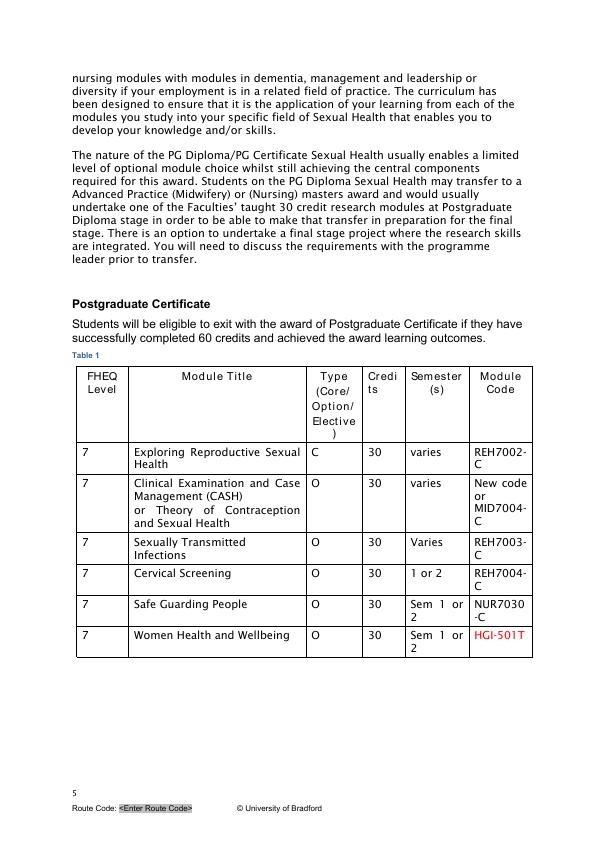 nursing modules with modules in dementia, management and leadership or
diversity if your employment is in a related field of practice. The curriculum has
been designed to ensure that it is the application of your learning from each of the
modules you study into your specific field of Sexual Health that enables you to
develop your knowledge and/or skills.
The nature of the PG Diploma/PG Certificate Sexual Health usually enables a limited
level of optional module choice whilst still achieving the central components
required for this award. Students on the PG Diploma Sexual Health may transfer to a
Advanced Practice (Midwifery) or (Nursing) masters award and would usually
undertake one of the Faculties’ taught 30 credit research modules at Postgraduate
Diploma stage in order to be able to make that transfer in preparation for the final
stage. There is an option to undertake a final stage project where the research skills
are integrated. You will need to discuss the requirements with the programme
leader prior to transfer.
Postgraduate Certificate
Students will be eligible to exit with the award of Postgraduate Certificate if they have
successfully completed 60 credits and achieved the award learning outcomes.
Table 1
FHEQ
Level
Module Title
Type
(Core/
Option/
Elective
)
Credi
ts
Semester
(s)
Module
Code
7
Exploring Reproductive Sexual
Health
C
30
varies
REH7002-
C
7
Clinical Examination and Case
Management (CASH)
or Theory of Contraception
and Sexual Health
O
30
varies
New code
or
MID7004-
C
7
Sexually Transmitted
Infections
O
30
Varies
REH7003-
C
7
Cervical Screening
O
30
1 or 2
REH7004-
C
7
Safe Guarding People
O
30
Sem 1 or
2
NUR7030
-C
7
Women Health and Wellbeing
O
30
Sem 1 or
2
HGI-501T
5
Route Code: <Enter Route Code> © University of Bradford